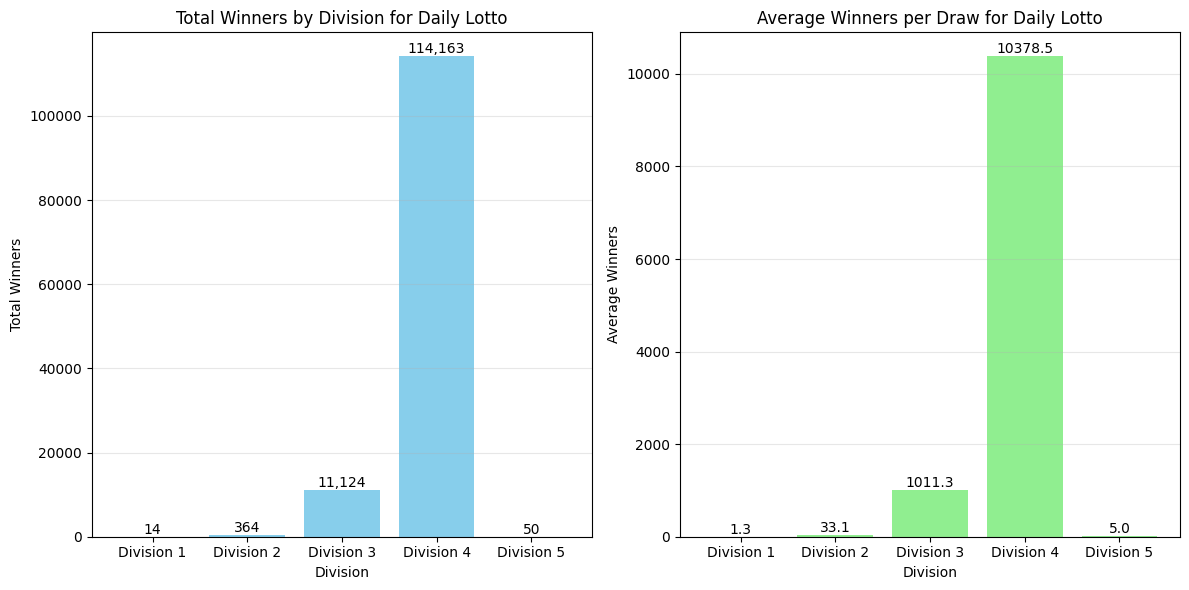 Total Winners by Division for Daily Lotto
Total Winners
100000
80000
60000
40000
20000
0
14
364
11,124
114,163
50
Division 1
Division 2
Division 3
Division 4
Division 5
Division
Average Winners per Draw for Daily Lotto
Average Winners
10000
8000
6000
4000
2000
0
1.3
33.1
1011.3
10378.5
5.0
Division 1
Division 2
Division 3
Division 4
Division 5
Division